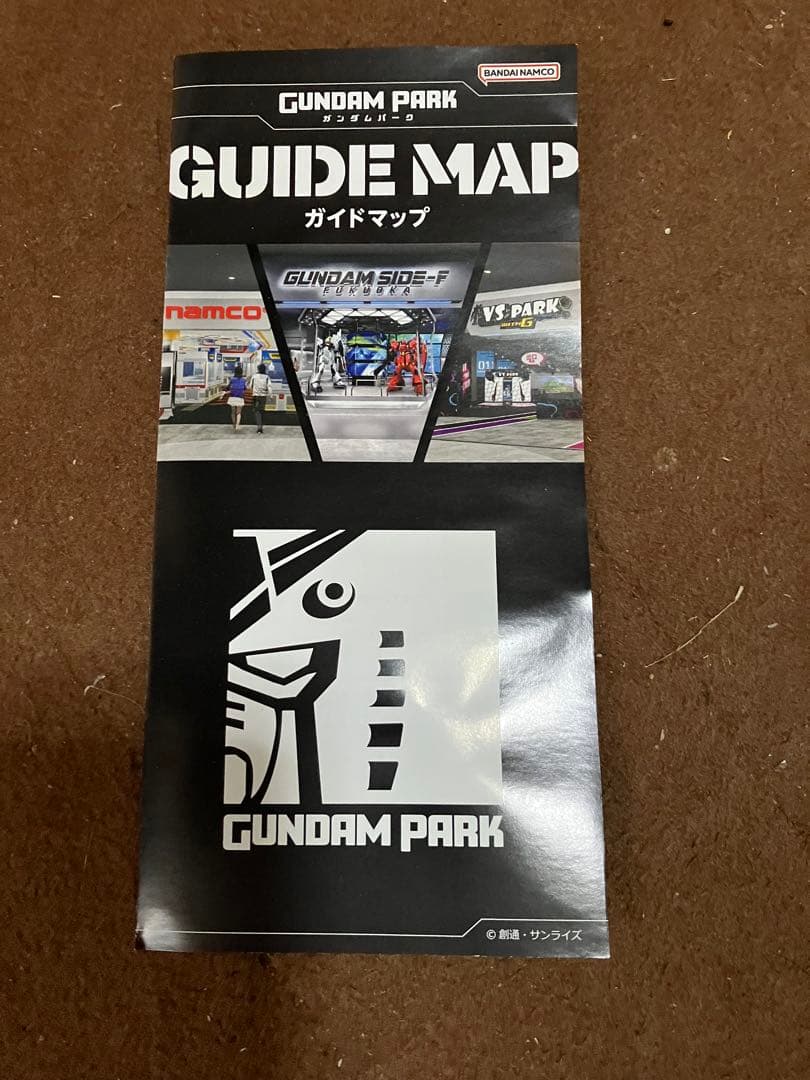 BANDAI NAMCO
GUNDAM PARK
ガンダムパーク
GUIDE MAP
ガイドマップ
namco
GUNDAM SIDE-F
FUKUOKA
VS PARK
WITH G
GUNDAM PARK
© 創通・サンライズ